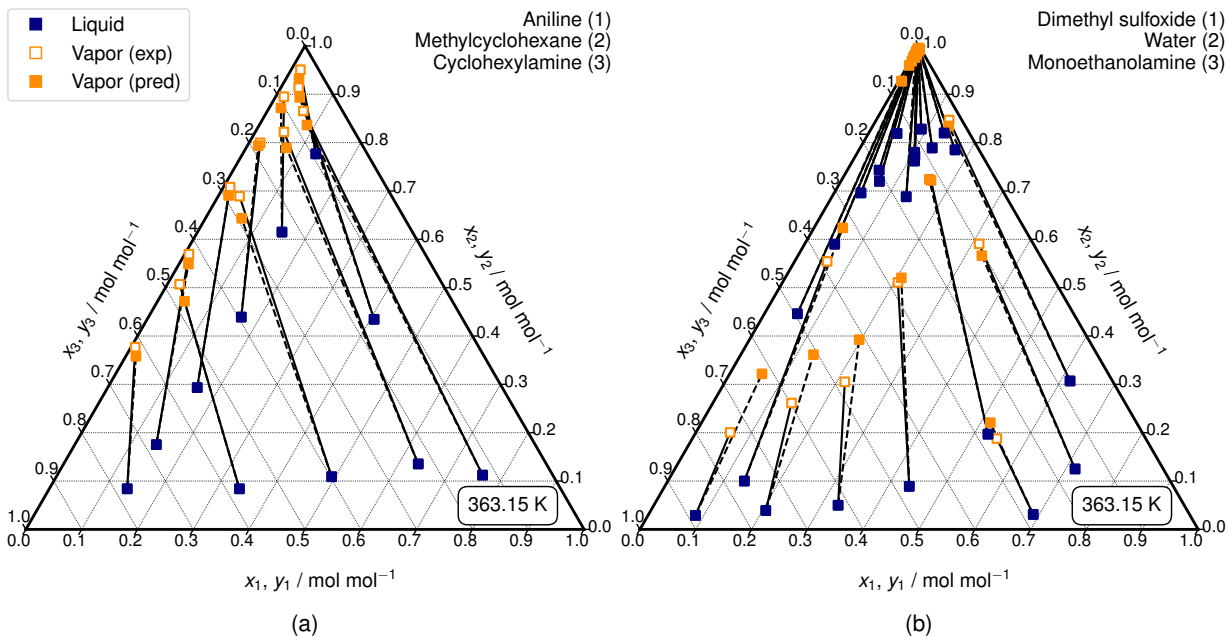 Liquid
Vapor (exp)
Vapor (pred)
Aniline (1)
Methylcyclohexane (2)
Cyclohexylamine (3)
0.0
0.1
0.2
0.3
0.4
0.5
0.6
0.7
0.8
0.9
1.0
1.0
0.9
0.8
0.7
0.6
0.5
0.4
0.3
0.2
0.1
0.0
x3, y3 / mol mol−1
x2, y2 / mol mol−1
363.15 K
0.0 0.1 0.2 0.3 0.4 0.5 0.6 0.7 0.8 0.9 1.0
x1, y1 / mol mol−1
(a)
Dimethyl sulfoxide (1)
Water (2)
Monoethanolamine (3)
0.0
0.1
0.2
0.3
0.4
0.5
0.6
0.7
0.8
0.9
1.0
1.0
0.9
0.8
0.7
0.6
0.5
0.4
0.3
0.2
0.1
0.0
x3, y3 / mol mol−1
x2, y2 / mol mol−1
363.15 K
0.0 0.1 0.2 0.3 0.4 0.5 0.6 0.7 0.8 0.9 1.0
x1, y1 / mol mol−1
(b)